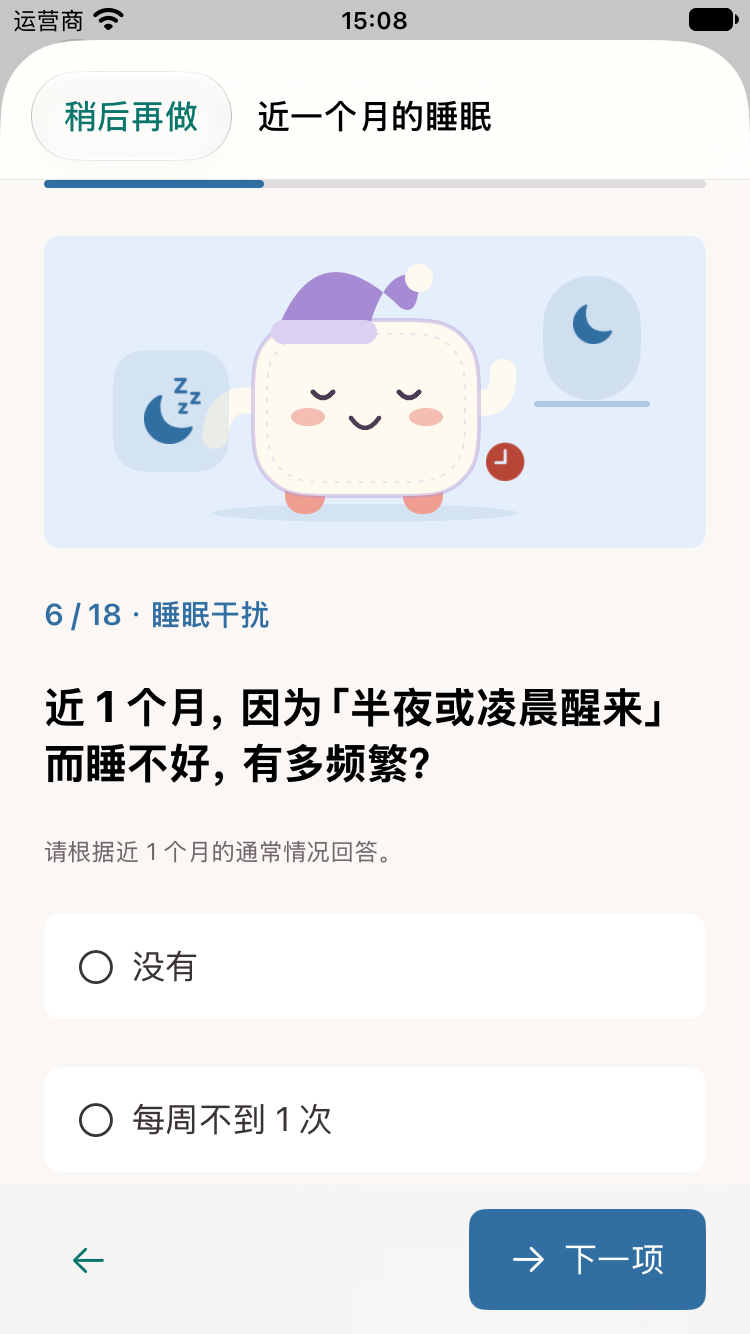 运营商
15:08
稍后再做
近一个月的睡眠
z
z
z
6 / 18 · 睡眠干扰
近 1 个月，因为「半夜或凌晨醒来」
而睡不好，有多频繁？
请根据近 1 个月的通常情况回答。
没有
每周不到 1 次
下一项